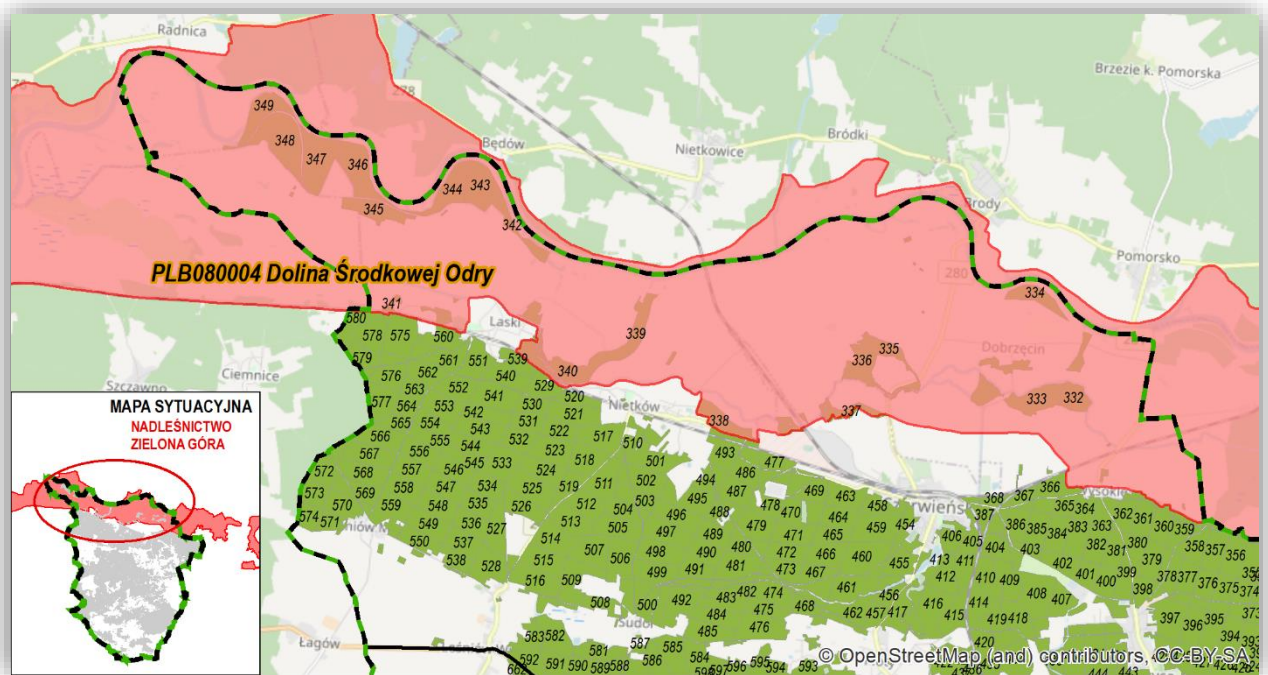 Radnica
Brzezie k. Pomorska
278
349
Będów
Bródki
348
347
346
Nietkowice
344 343
345
342
Brody
Pomorsko
280
PLB080004 Dolina Środkowej Odry
334
341
580
578 575 560
Laski
339
335
336
Dobrzęcin
579
561 551 539
340
333 332
Szczawno
Ciemnice
576 562 540 529
563 552 541 520
577 564 553 542 530 521
Nietków
338
337
MAPA SYTUACYJNA
NADLEŚNICTWO
ZIELONA GÓRA
565 554 543 531 522
566 555 544 532 517 510
567 556 545 533 523 518 501 493 477
572 568 557 546 524 502 494 486
573 569 558 547 534 525 519 511 503 495 487 478 469 463 458 368 367 366
574 571 570 559 548 535 526 512 504 496 488 470 464 459 454 387 365 364 362 361 360 359
549 536 527 513 505 497 489 479 471 465 406 405 386 385 384 383 363
550 537 514 507 506 498 490 480 472 466 460 455 413 411 404 403 382 381 380 358 357 356
538 528 515 499 491 481 473 467 412 410 409 402 401 400 399 379 378 377 376 375 374
516 509 508 500 492 483 482 474 461 456 416 414 408 407 398
484 475 468 462 457 417 415 419 418 397 396 395 373
Łagów
583 582 587 585 485 476 420 394 393
581 586 584
592 591 590 589 588 596 595 594 593
© OpenStreetMap (and) contributors, CC-BY-SA